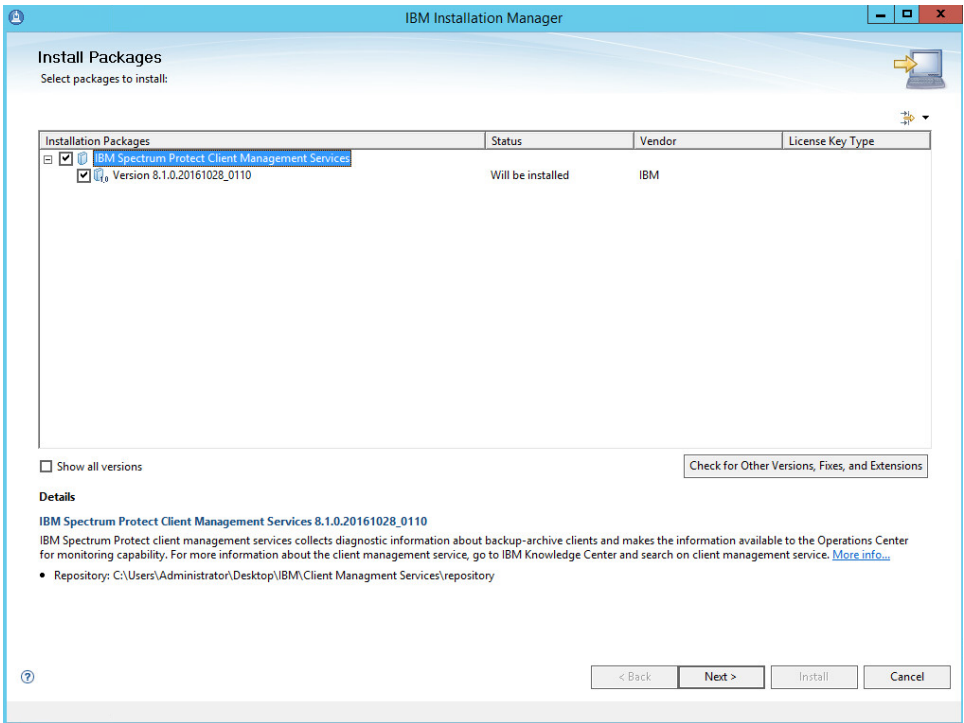 IBM Installation Manager
Install Packages
Select packages to install:
Installation Packages Status Vendor License Key Type
IBM Spectrum Protect Client Management Services
Version 8.1.0.20161028_0110 Will be installed IBM
Show all versions
Check for Other Versions, Fixes, and Extensions
Details
IBM Spectrum Protect Client Management Services 8.1.0.20161028_0110
IBM Spectrum Protect client management services collects diagnostic information about backup-archive clients and makes the information available to the Operations Center
for monitoring capability. For more information about the client management service, go to IBM Knowledge Center and search on client management service. More info...
• Repository: C:\Users\Administrator\Desktop\IBM\Client Managment Services\repository
? < Back Next > Install Cancel